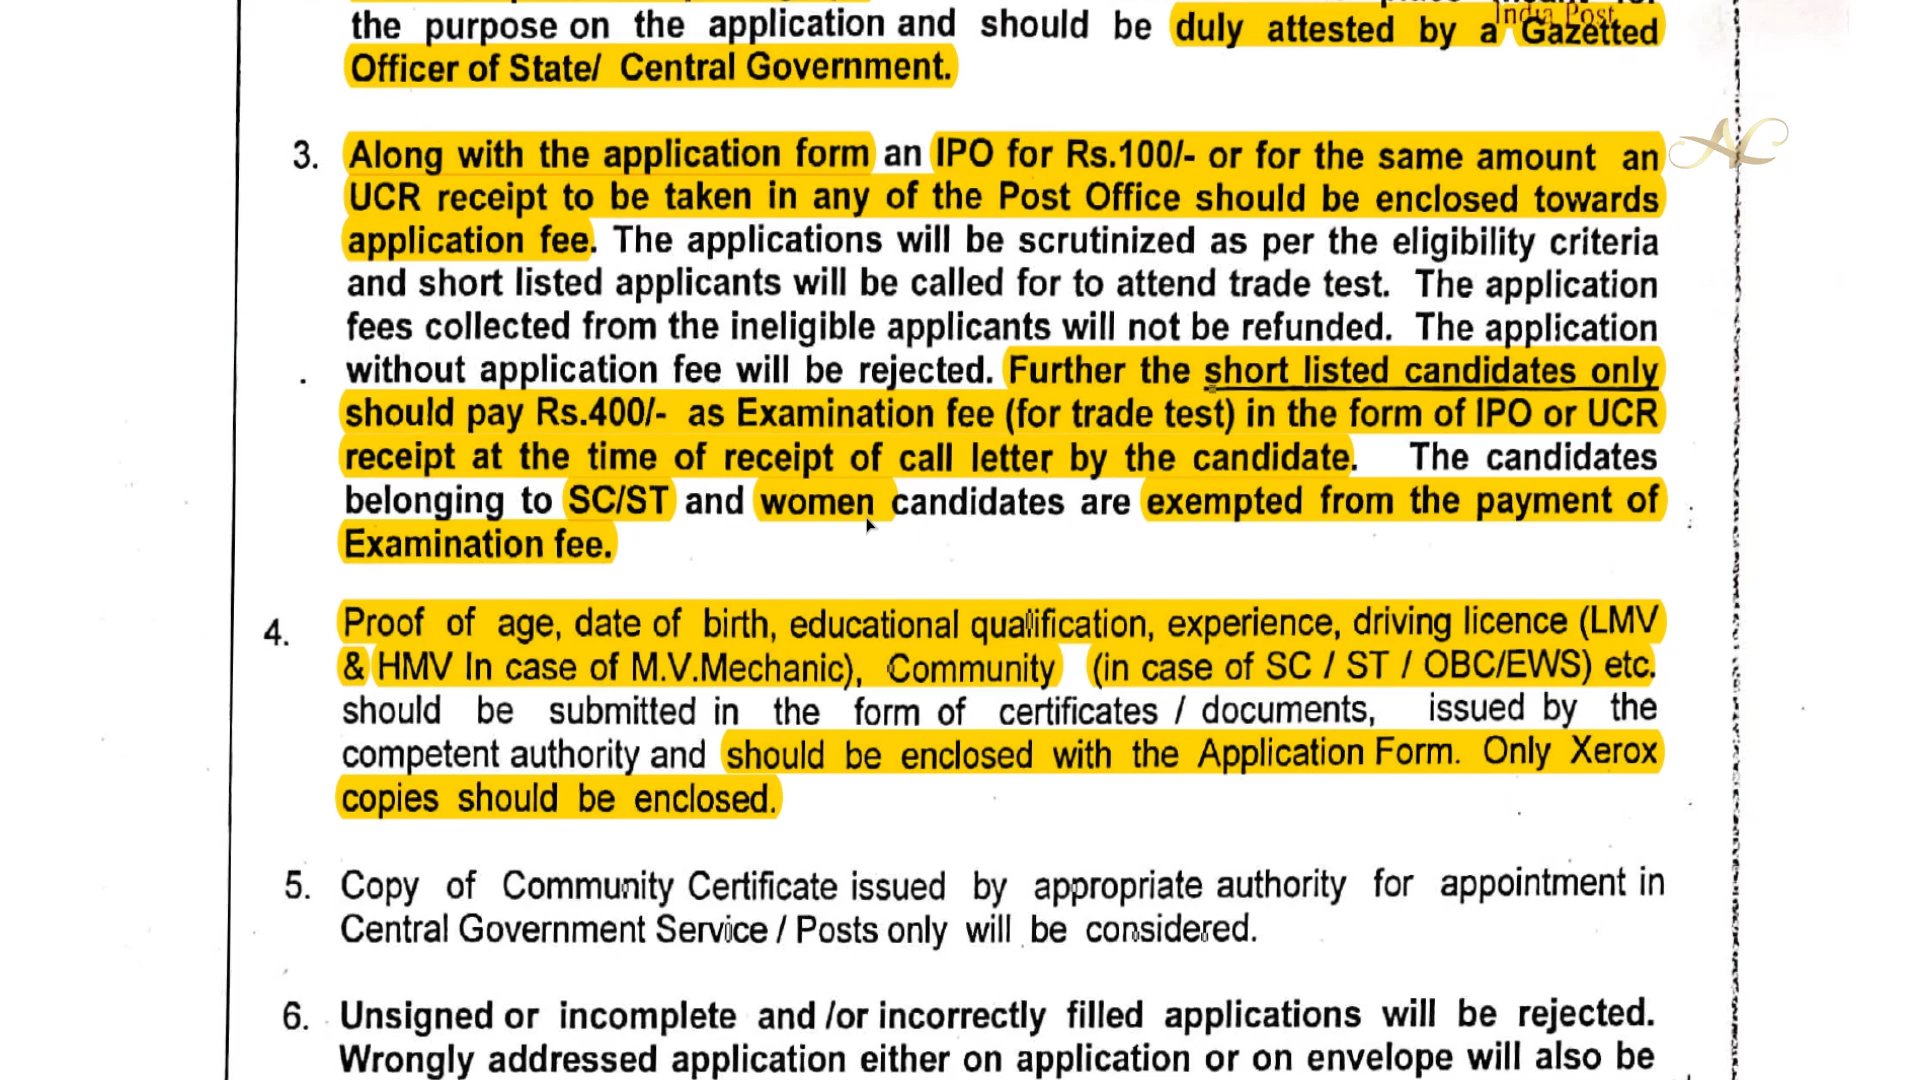 India Post
the purpose on the application and should be duly attested by a Gazetted
Officer of State/ Central Government.
3. Along with the application form an IPO for Rs.100/- or for the same amount an
UCR receipt to be taken in any of the Post Office should be enclosed towards
application fee. The applications will be scrutinized as per the eligibility criteria
and short listed applicants will be called for to attend trade test. The application
fees collected from the ineligible applicants will not be refunded. The application
without application fee will be rejected. Further the short listed candidates only
should pay Rs.400/- as Examination fee (for trade test) in the form of IPO or UCR
receipt at the time of receipt of call letter by the candidate. The candidates
belonging to SC/ST and women candidates are exempted from the payment of
Examination fee.
4. Proof of age, date of birth, educational qualification, experience, driving licence (LMV
& HMV In case of M.V.Mechanic), Community (in case of SC / ST / OBC/EWS) etc.
should be submitted in the form of certificates / documents, issued by the
competent authority and should be enclosed with the Application Form. Only Xerox
copies should be enclosed.
5. Copy of Community Certificate issued by appropriate authority for appointment in
Central Government Service / Posts only will be considered.
6. Unsigned or incomplete and /or incorrectly filled applications will be rejected.
Wrongly addressed application either on application or on envelope will also be
AC